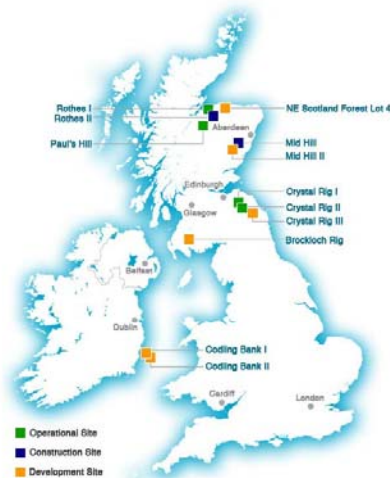 Rothes I
Rothes II
NE Scotland Forest Lot 4
Aberdeen
Paul's Hill
Mid Hill
Mid Hill II
Edinburgh
Crystal Rig I
Glasgow
Crystal Rig II
Crystal Rig III
Brockloch Rig
Belfast
Dublin
Codling Bank I
Codling Bank II
Cardiff
London
Operational Site
Construction Site
Development Site